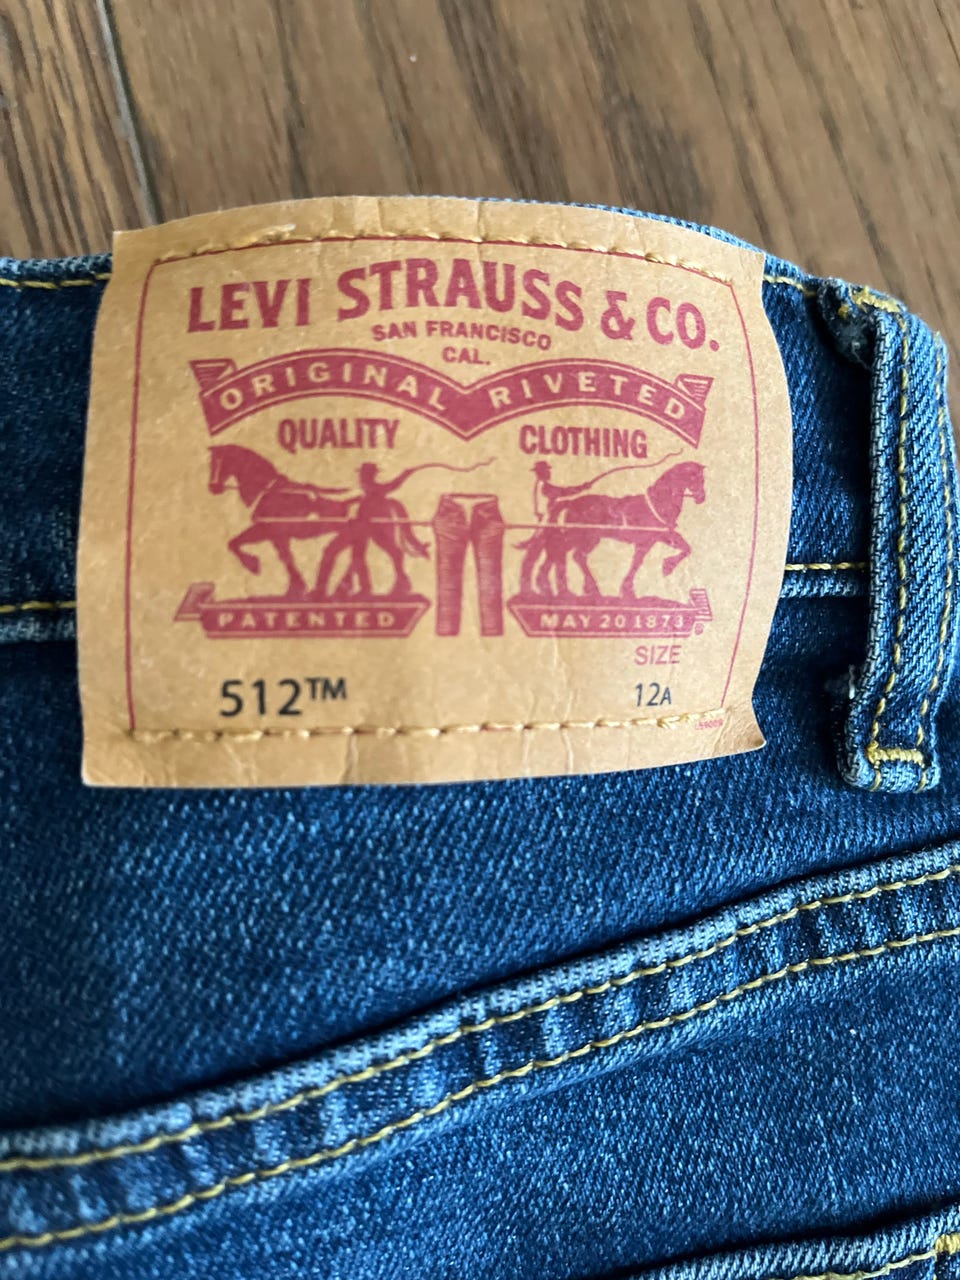 LEVI STRAUSS & CO.
SAN FRANCISCO
CAL.
ORIGINAL RIVETED
QUALITY CLOTHING
PATENTED MAY 20 1873
SIZE
512™ 12A